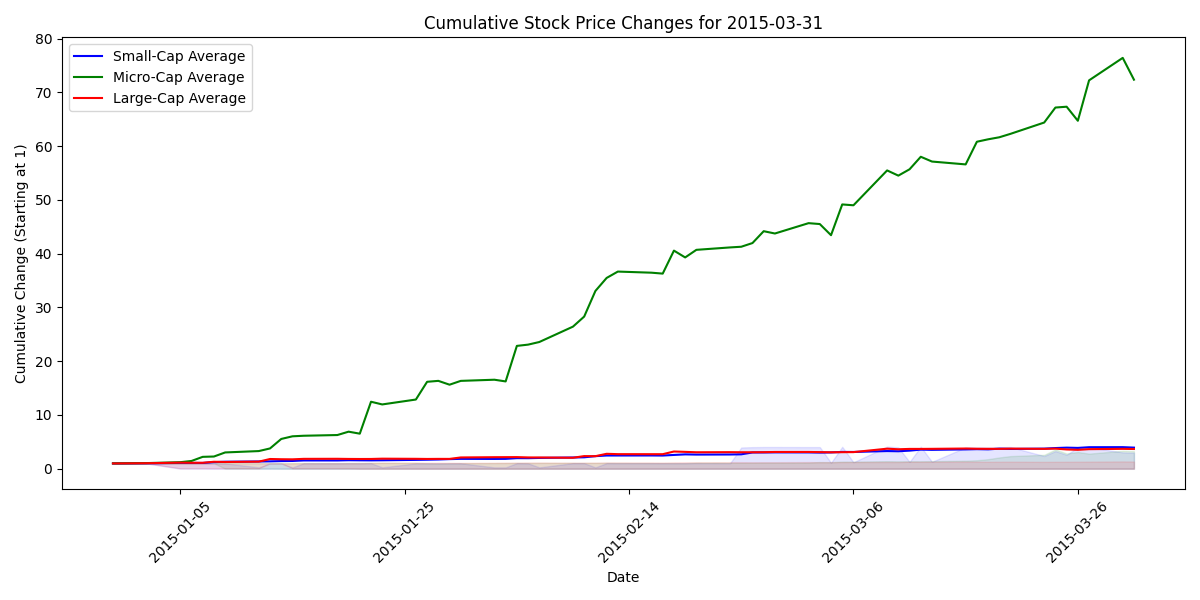 Cumulative Stock Price Changes for 2015-03-31
Small-Cap Average
Micro-Cap Average
Large-Cap Average
Cumulative Change (Starting at 1)
80
70
60
50
40
30
20
10
0
2015-01-05
2015-01-25
2015-02-14
2015-03-06
2015-03-26
Date